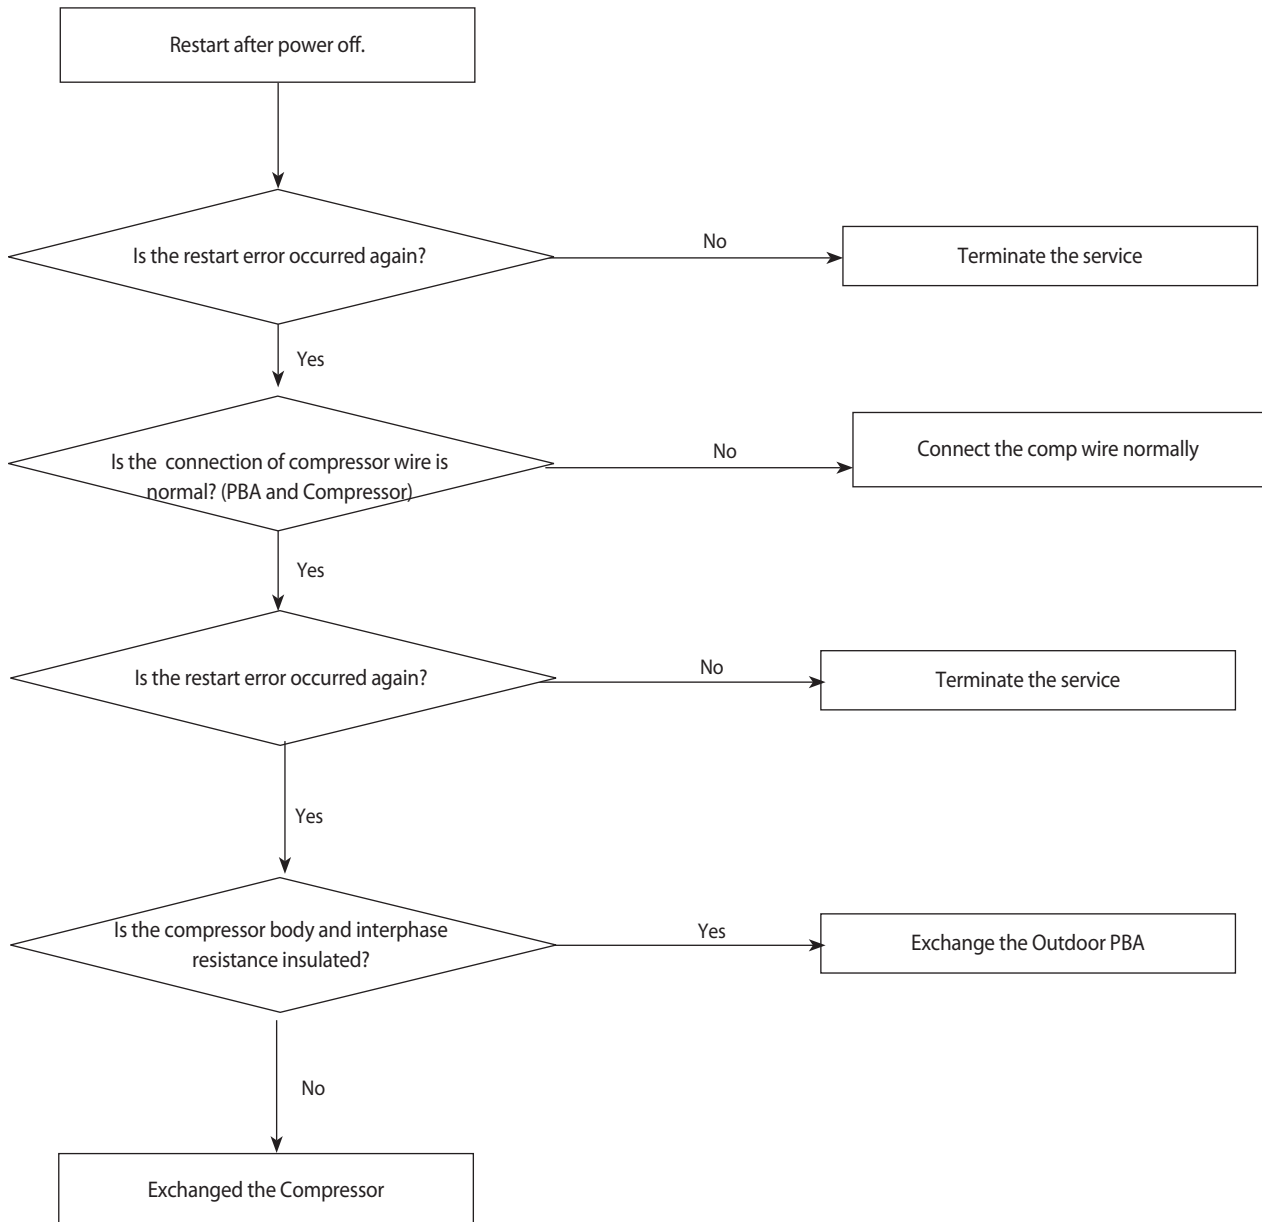 Restart after power off.
Is the restart error occurred again?
No
Terminate the service
Yes
Is the connection of compressor wire is
normal? (PBA and Compressor)
No
Connect the comp wire normally
Yes
Is the restart error occurred again?
No
Terminate the service
Yes
Is the compressor body and interphase
resistance insulated?
Yes
Exchange the Outdoor PBA
No
Exchanged the Compressor